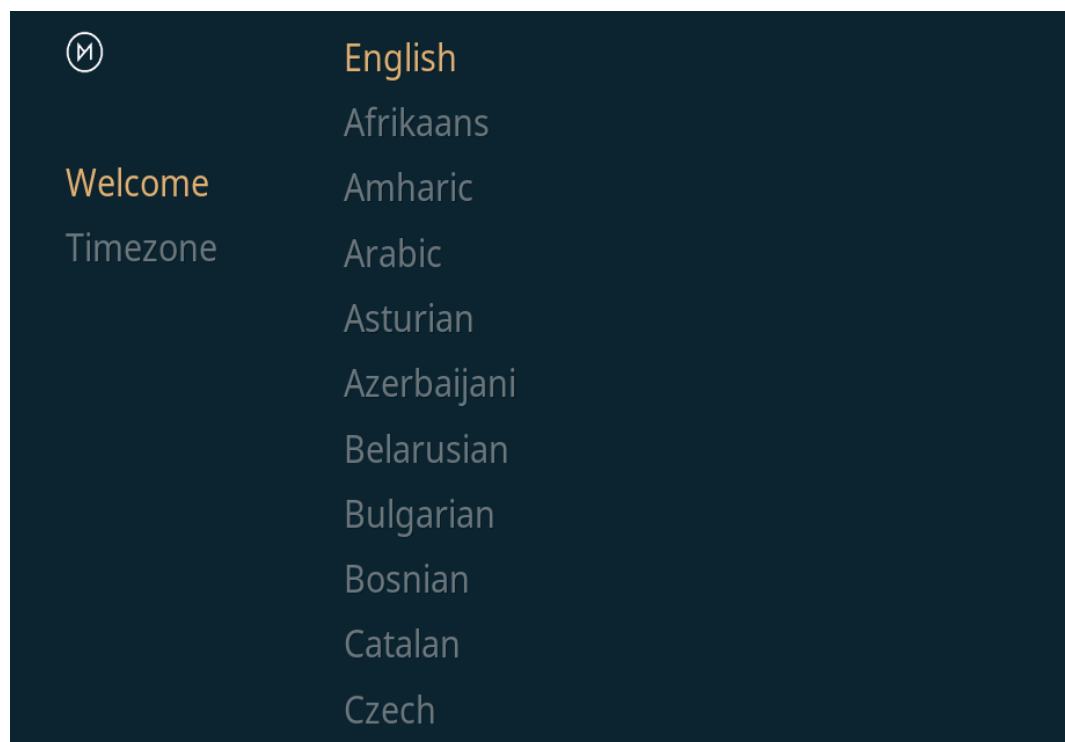 Welcome
Timezone
English
Afrikaans
Amharic
Arabic
Asturian
Azerbaijani
Belarusian
Bulgarian
Bosnian
Catalan
Czech